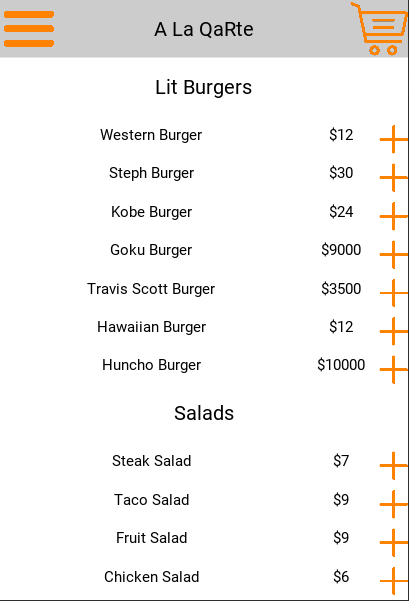 A La QaRte
Lit Burgers
Western Burger $12
Steph Burger $30
Kobe Burger $24
Goku Burger $9000
Travis Scott Burger $3500
Hawaiian Burger $12
Huncho Burger $10000
Salads
Steak Salad $7
Taco Salad $9
Fruit Salad $9
Chicken Salad $6